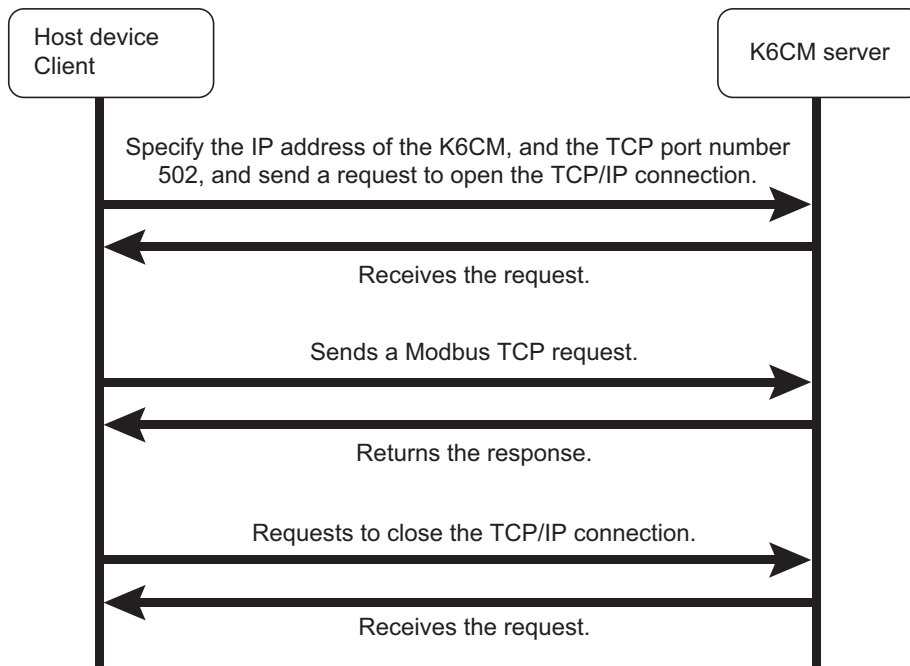 Host device
Client
K6CM server
Specify the IP address of the K6CM, and the TCP port number
502, and send a request to open the TCP/IP connection.
Receives the request.
Sends a Modbus TCP request.
Returns the response.
Requests to close the TCP/IP connection.
Receives the request.